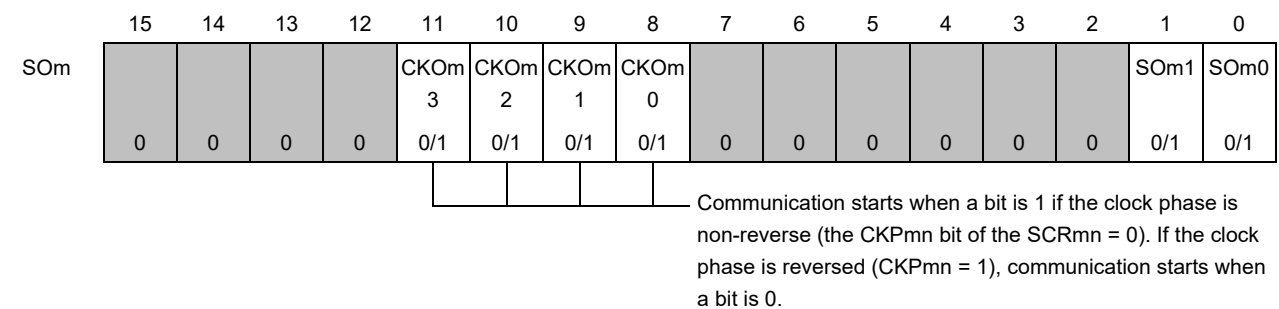 15 14 13 12 11 10 9 8 7 6 5 4 3 2 1 0
SOm CKOm CKOm CKOm CKOm SOm1 SOm0
3 2 1 0
0 0 0 0 0/1 0/1 0/1 0/1 0 0 0 0 0 0 0/1 0/1
Communication starts when a bit is 1 if the clock phase is
non-reverse (the CKPmn bit of the SCRmn = 0). If the clock
phase is reversed (CKPmn = 1), communication starts when
a bit is 0.